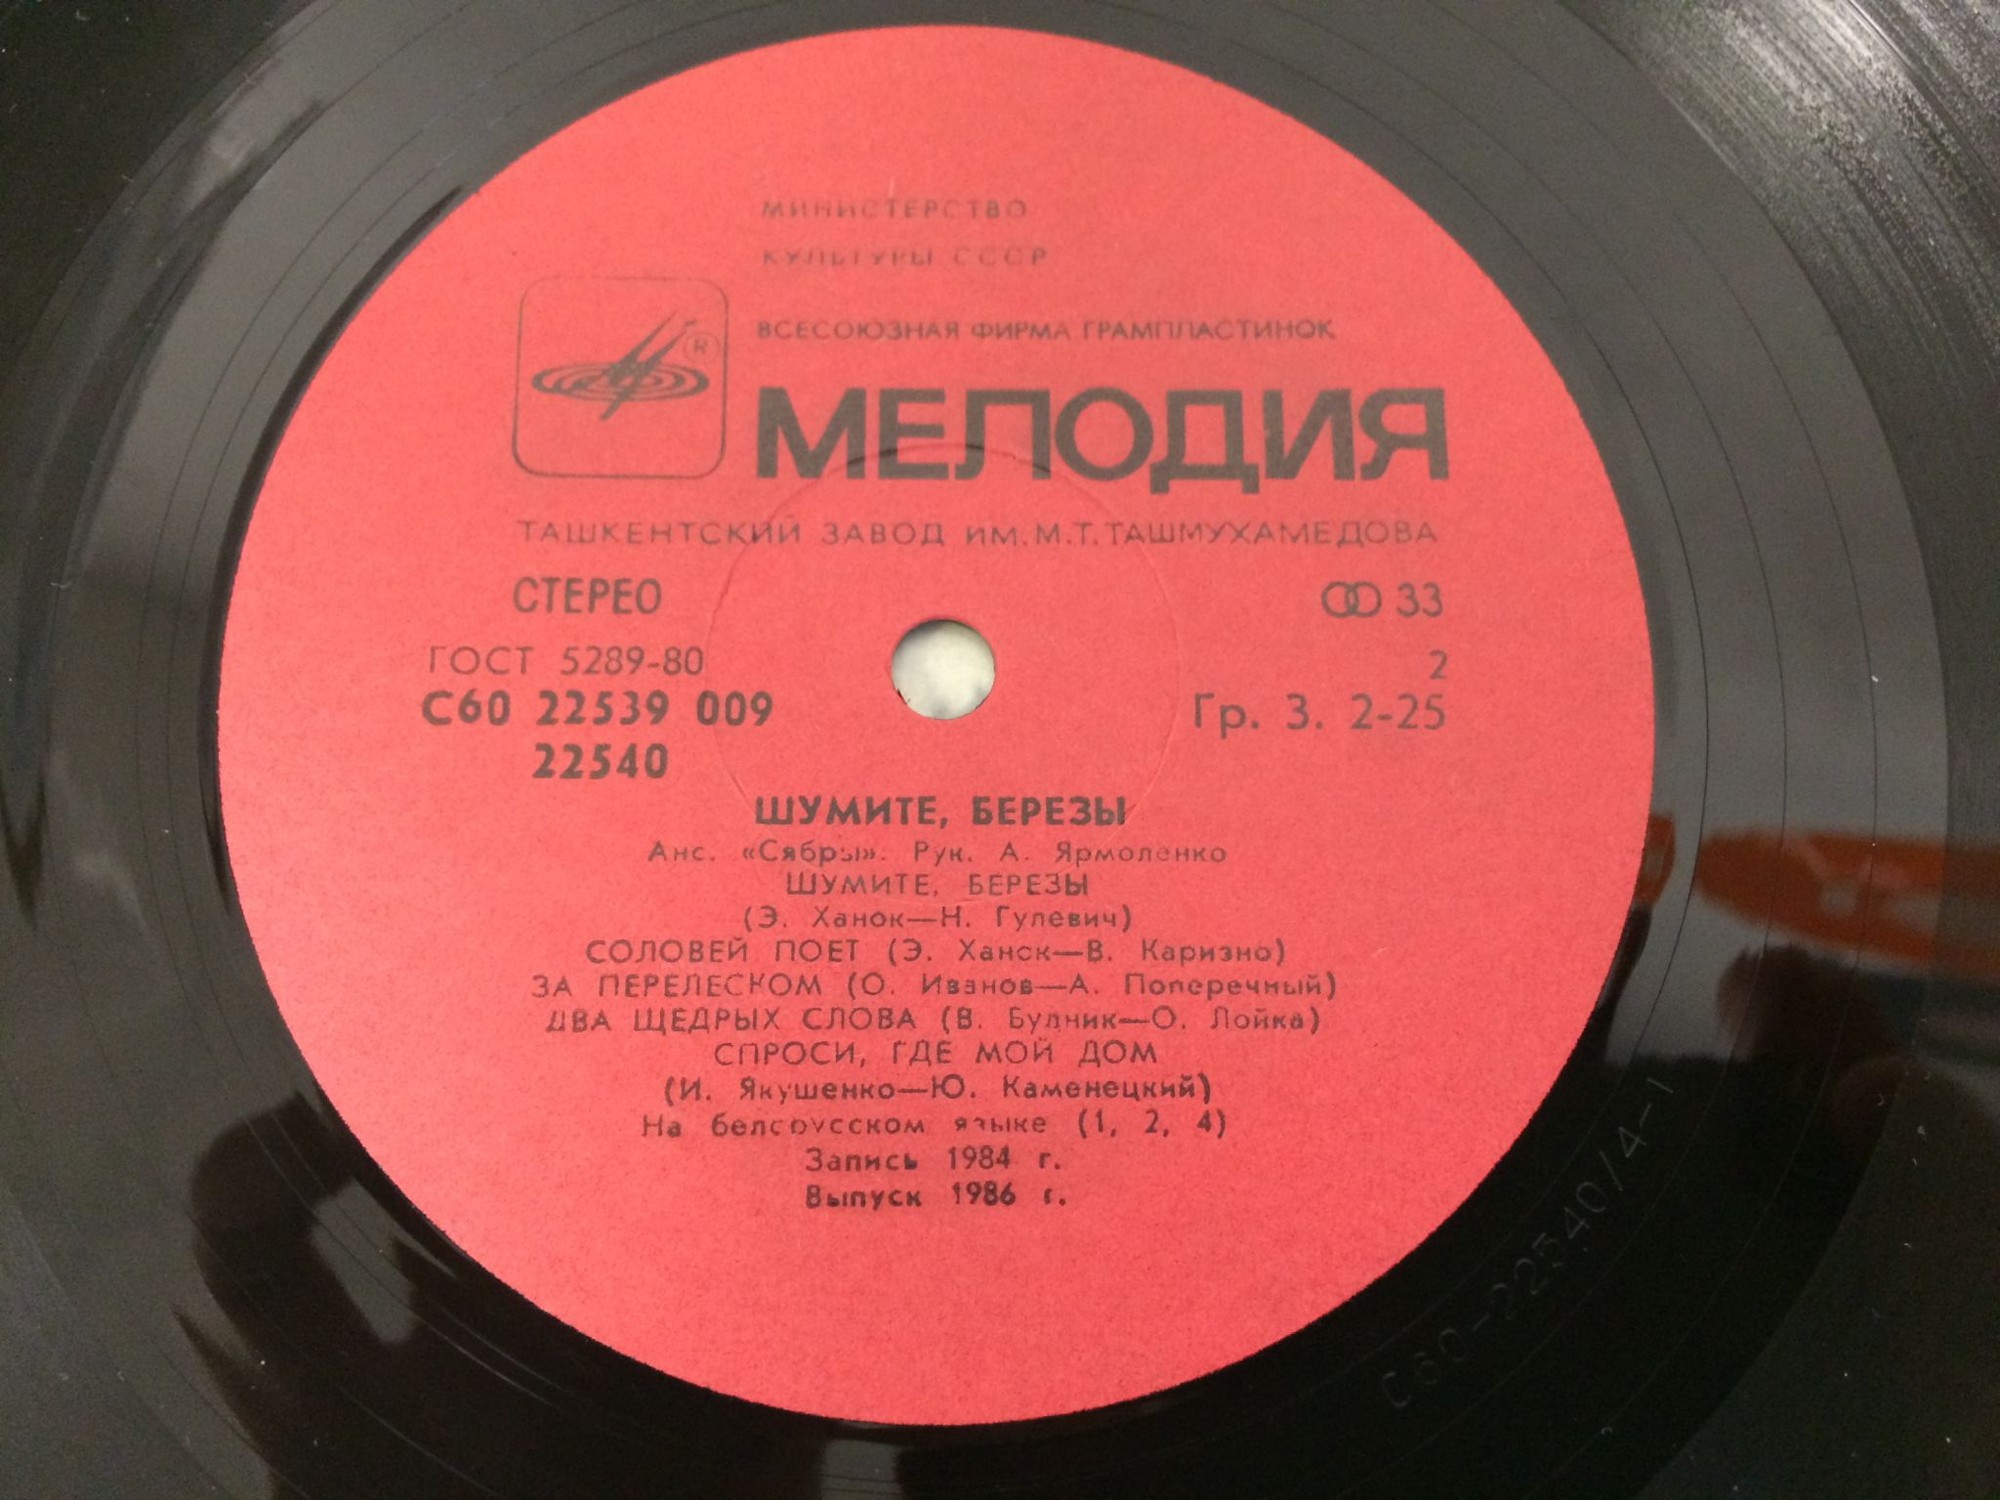 МИНИСТЕРСТВО
КУЛЬТУРЫ СССР
ВСЕСОЮЗНАЯ ФИРМА ГРАМПЛАСТИНОК
R
МЕЛОДИЯ
ТАШКЕНТСКИЙ ЗАВОД ИМ. М.Т. ТАШМУХАМЕДОВА
СТЕРЕО 33
ГОСТ 5289-80 2
С60 22539 009 Гр. 3. 2-25
22540
ШУМИТЕ, БЕРЕЗЫ
Анс. «Сябры». Рук. А. Ярмоленко
ШУМИТЕ, БЕРЕЗЫ
(Э. Ханок—Н. Гулевич)
СОЛОВЕЙ ПОЕТ (Э. Ханок—В. Каризно)
ЗА ПЕРЕЛЕСКОМ (О. Иванов—А. Поперечный)
ДВА ЩЕДРЫХ СЛОВА (В. Будник—О. Лойка)
СПРОСИ, ГДЕ МОЙ ДОМ
(И. Якушенко—Ю. Каменецкий)
На белорусском языке (1, 2, 4)
Запись 1984 г.
Выпуск 1986 г.
С60-22540/4-1